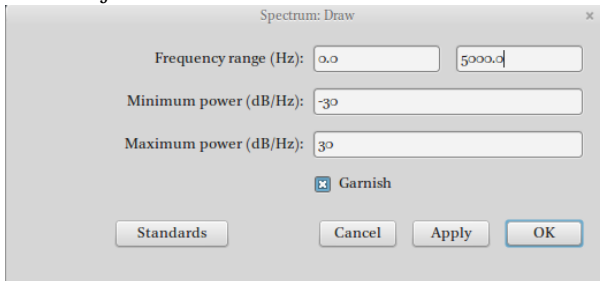 Spectrum: Draw ×
Frequency range (Hz): 0.0 5000.0
Minimum power (dB/Hz): -30
Maximum power (dB/Hz): 30
Garnish
Standards Cancel Apply OK